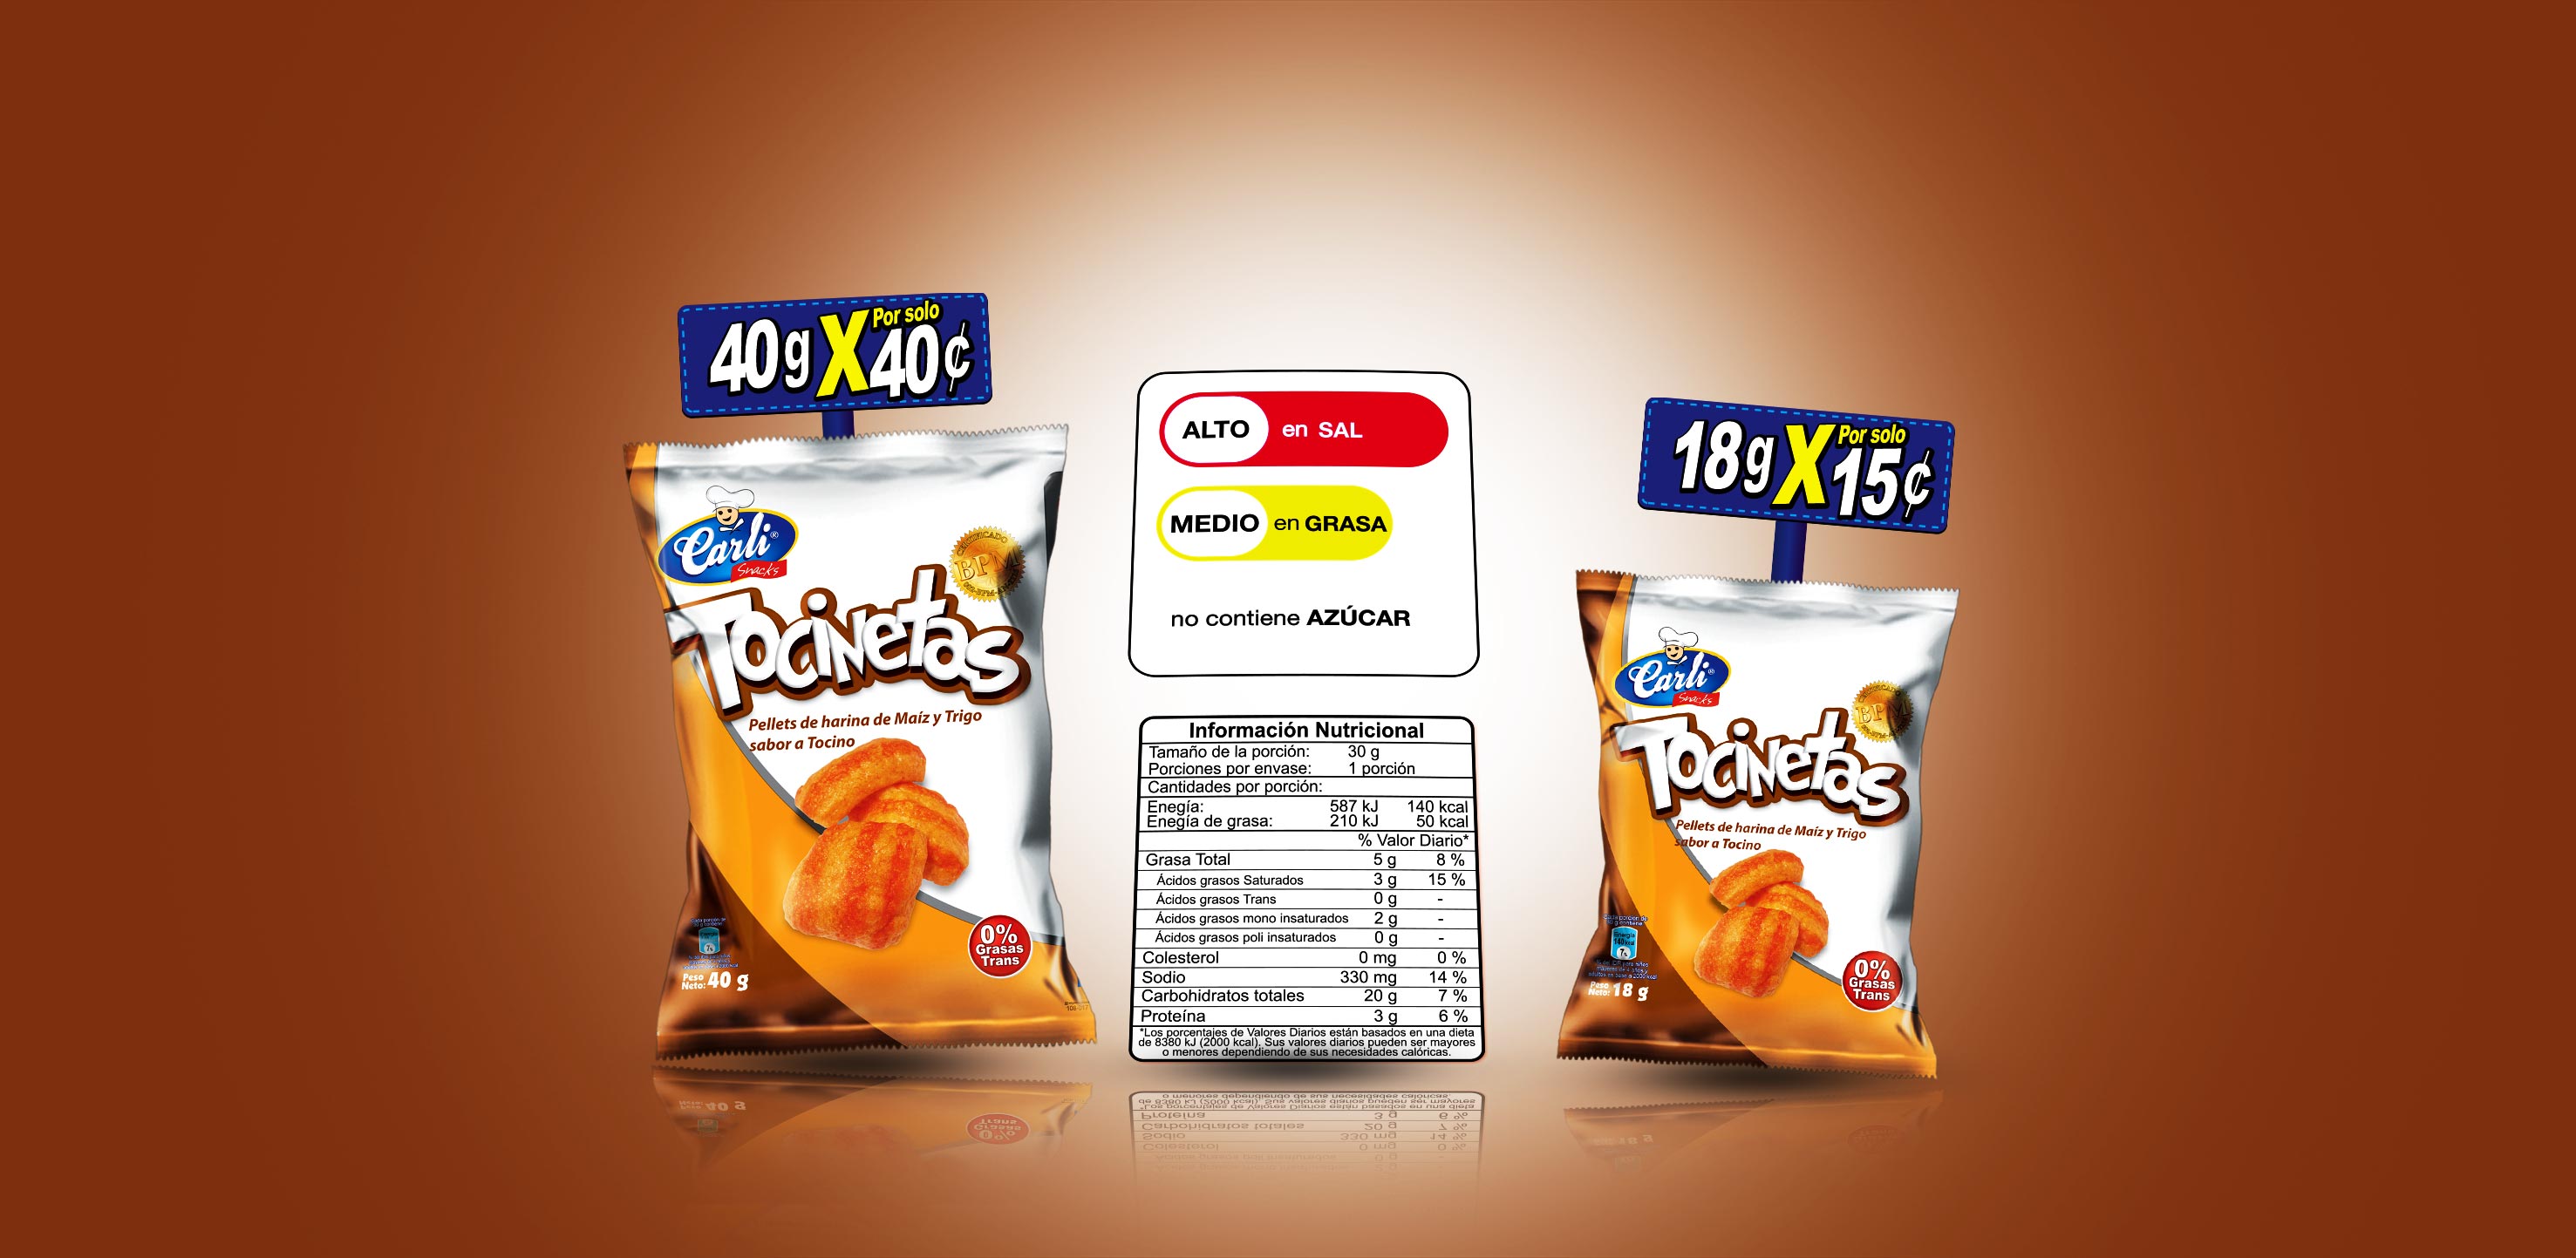 40g X Por solo 40¢
Carli®
Snacks
CERTIFICADO
BPM
Tocinetas
Pellets de harina de Maíz y Trigo
sabor a Tocino
0%
Grasas
Trans
Peso
Neto: 40 g
ALTO en SAL
MEDIO en GRASA
no contiene AZÚCAR
Información Nutricional
Tamaño de la porción: 30 g
Porciones por envase: 1 porción
Cantidades por porción:
Enegía: 587 kJ 140 kcal
Enegía de grasa: 210 kJ 50 kcal
% Valor Diario*
Grasa Total 5 g 8 %
Ácidos grasos Saturados 3 g 15 %
Ácidos grasos Trans 0 g -
Ácidos grasos mono insaturados 2 g -
Ácidos grasos poli insaturados 0 g -
Colesterol 0 mg 0 %
Sodio 330 mg 14 %
Carbohidratos totales 20 g 7 %
Proteína 3 g 6 %
*Los porcentajes de Valores Diarios están basados en una dieta
de 8380 kJ (2000 kcal). Sus valores diarios pueden ser mayores
o menores dependiendo de sus necesidades calóricas.
18g X Por solo 15¢
Carli®
Snacks
BPM
Tocinetas
Pellets de harina de Maíz y Trigo
sabor a Tocino
Energía
140kcal
7%
0%
Grasas
Trans
Peso
Neto: 18 g